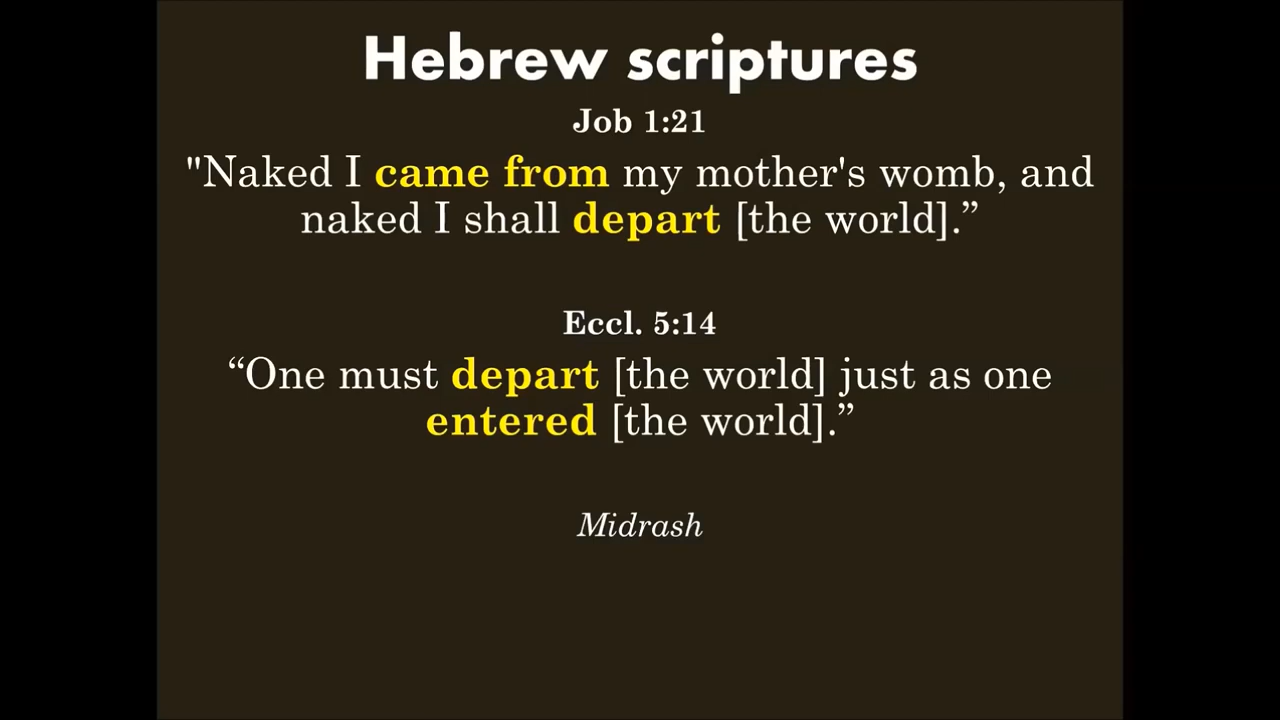 Hebrew scriptures
Job 1:21
"Naked I came from my mother's womb, and
naked I shall depart [the world].”
Eccl. 5:14
“One must depart [the world] just as one
entered [the world].”
Midrash